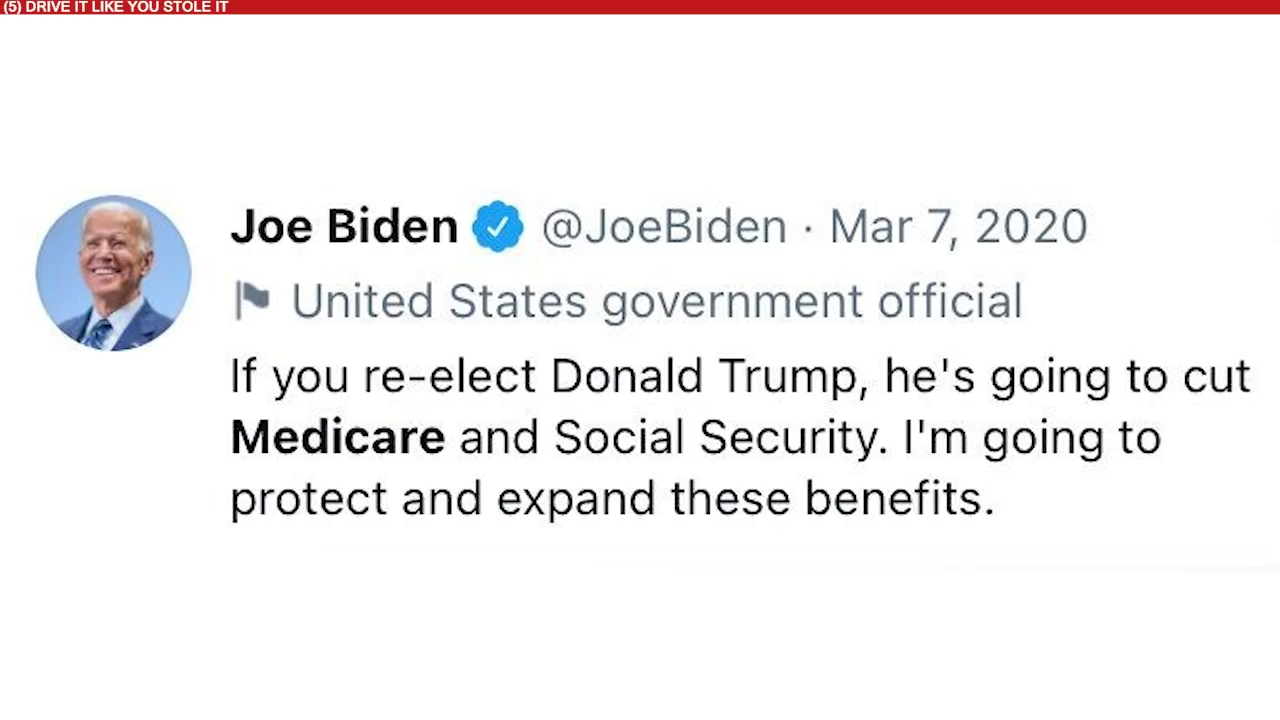 (5) DRIVE IT LIKE YOU STOLE IT
Joe Biden @JoeBiden · Mar 7, 2020
United States government official
If you re-elect Donald Trump, he's going to cut
Medicare and Social Security. I'm going to
protect and expand these benefits.